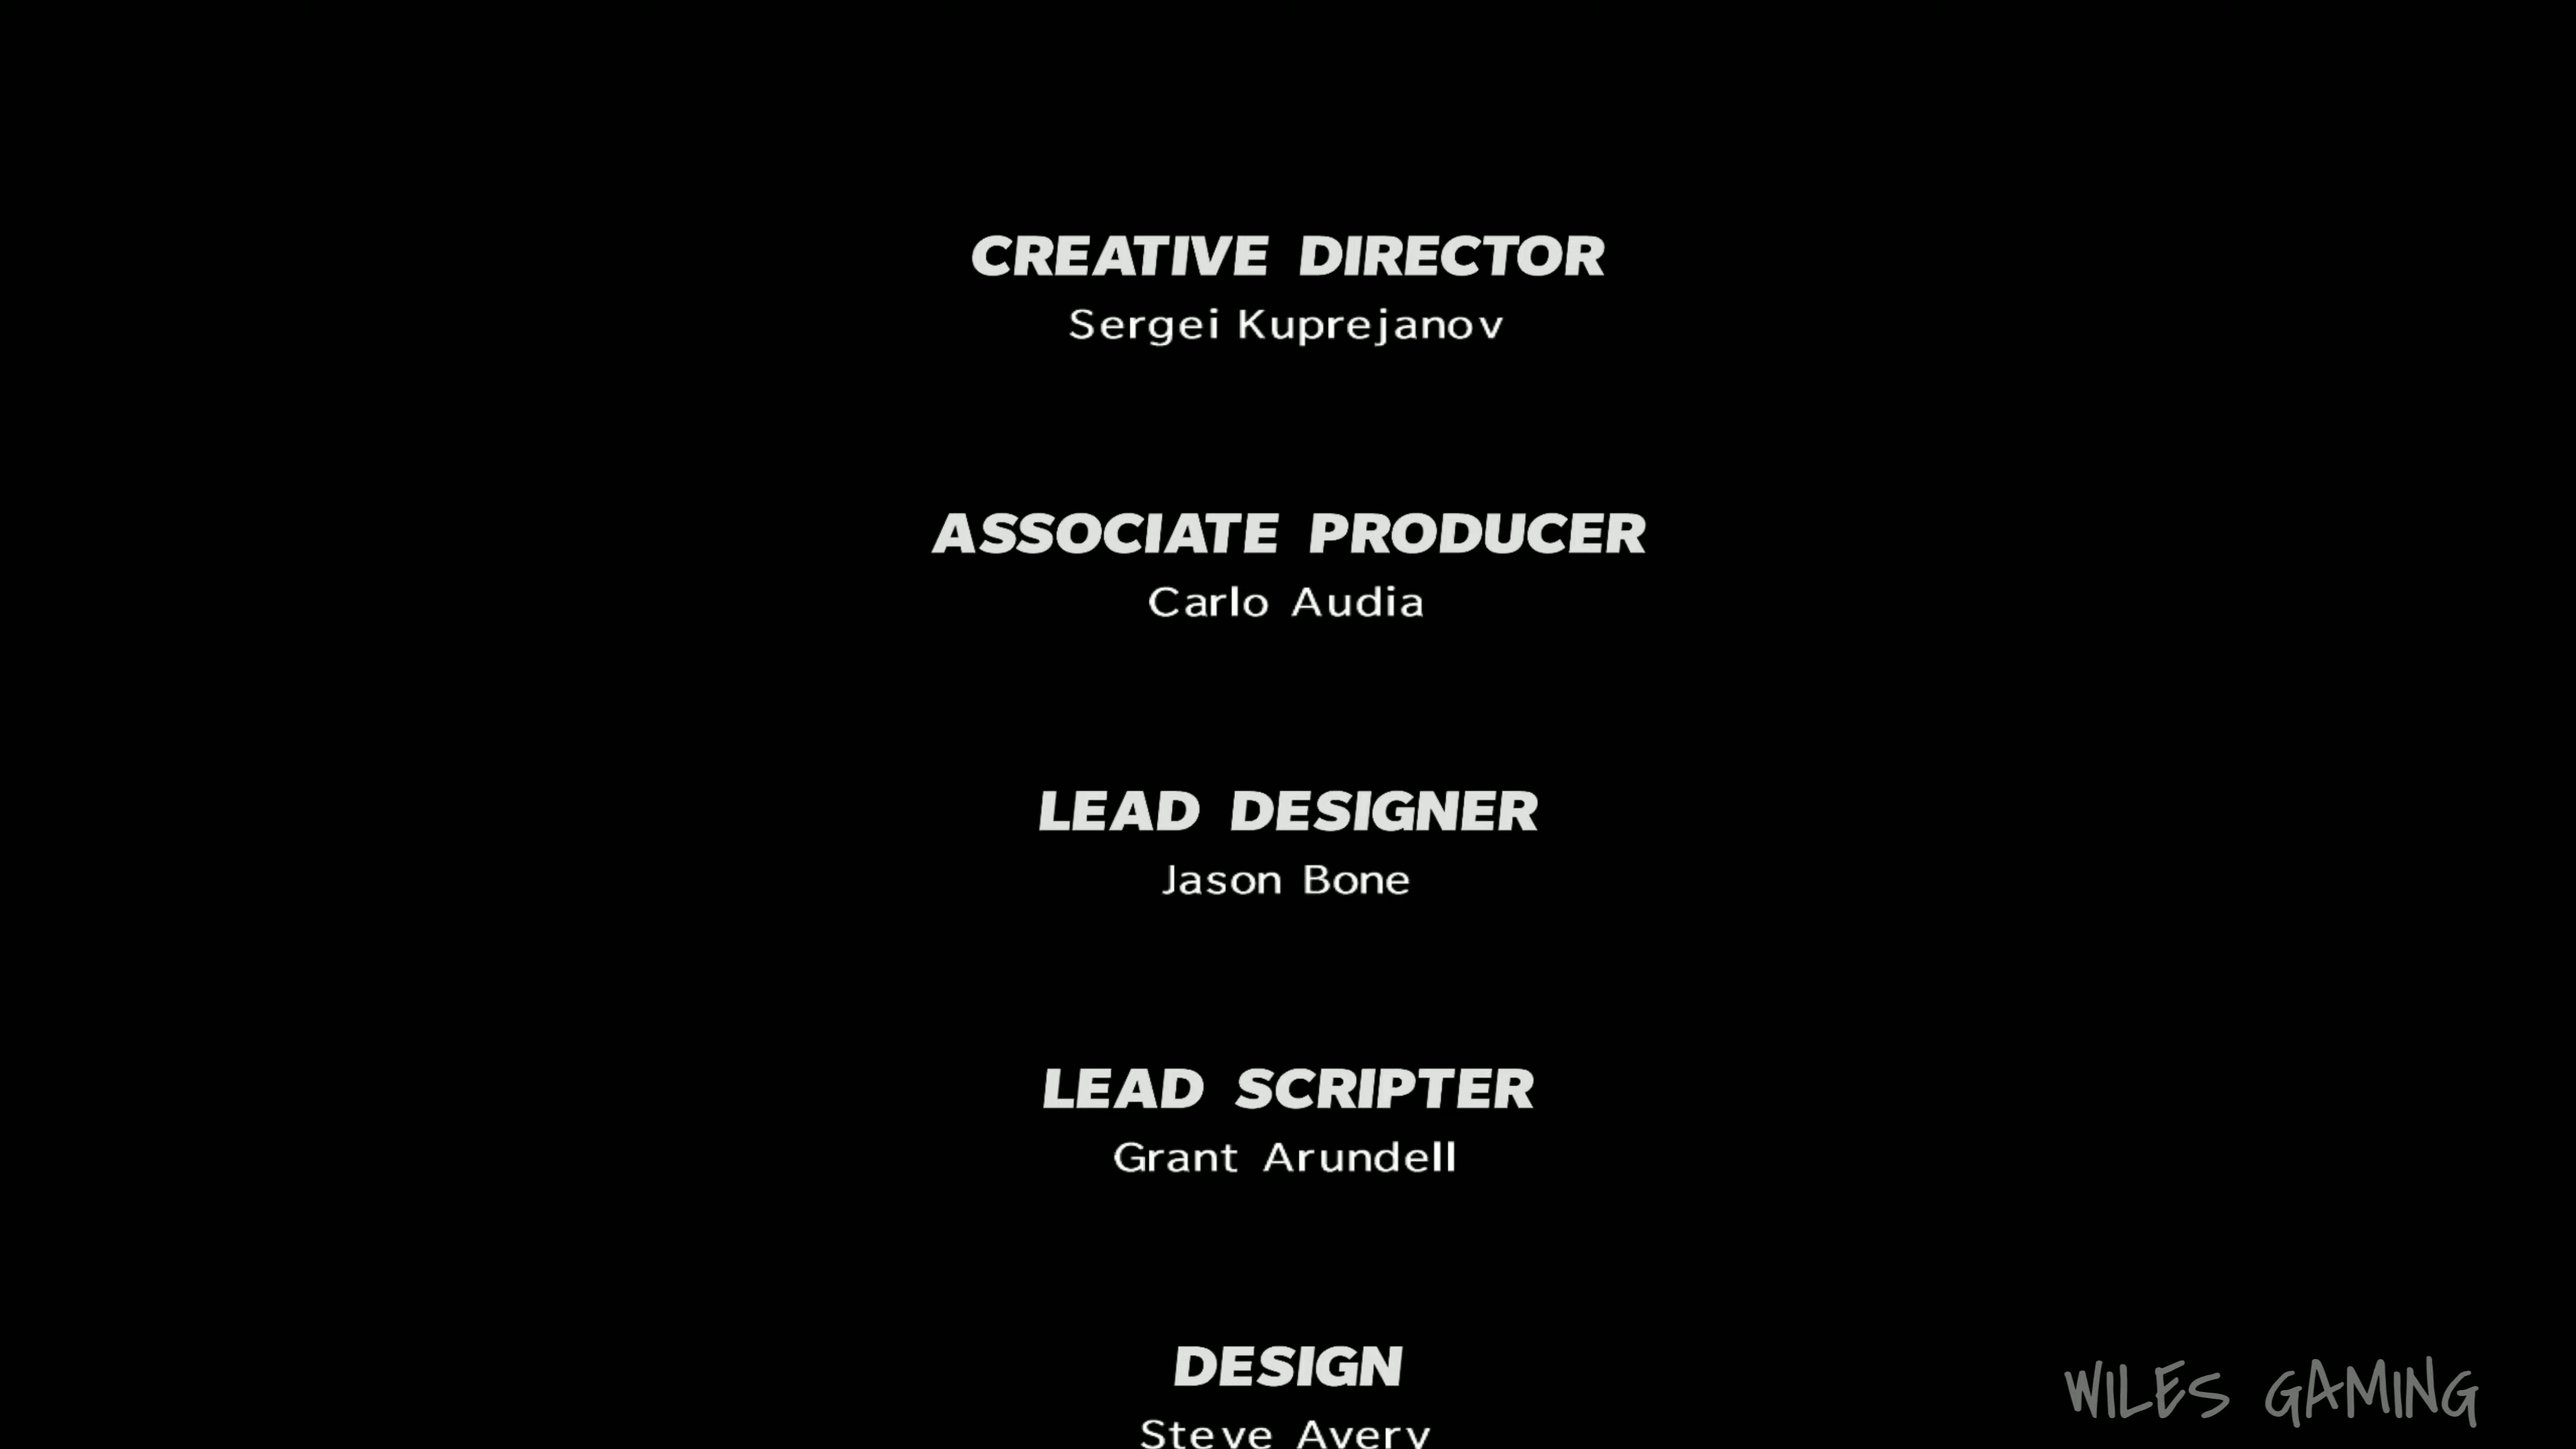 CREATIVE DIRECTOR
Sergei Kuprejanov
ASSOCIATE PRODUCER
Carlo Audia
LEAD DESIGNER
Jason Bone
LEAD SCRIPTER
Grant Arundell
DESIGN
Steve Avery
WILES GAMING